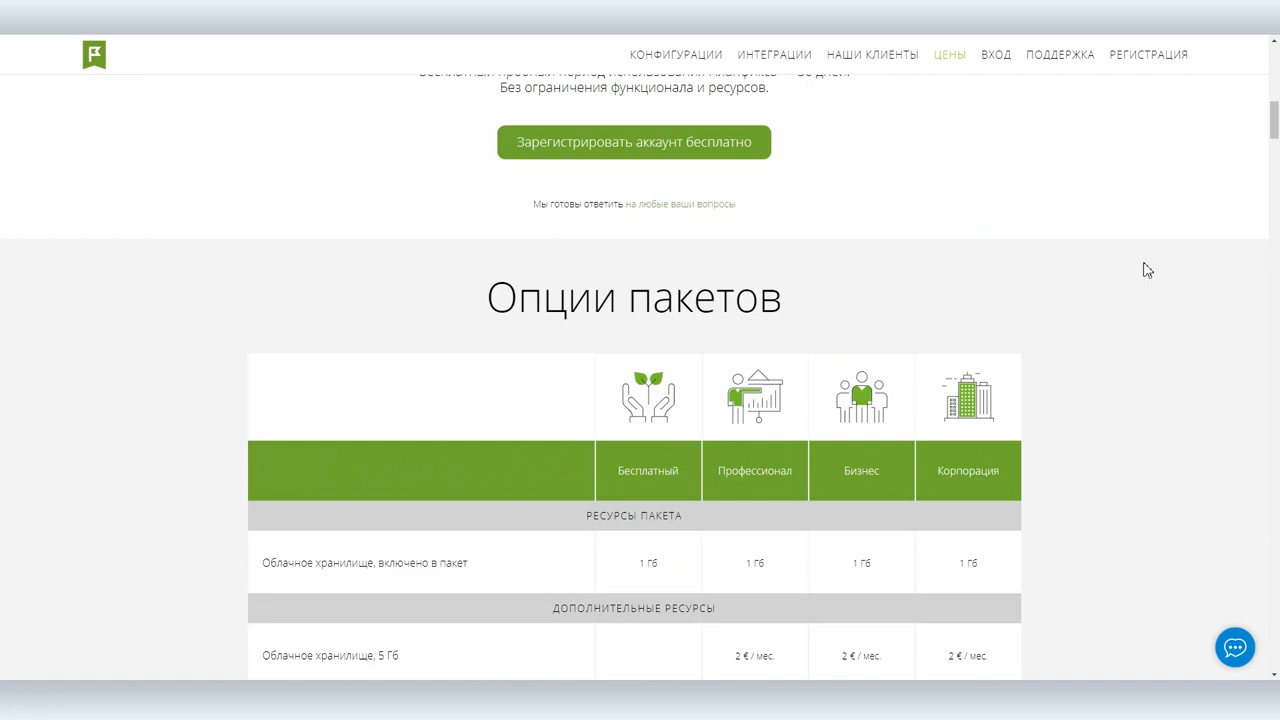 КОНФИГУРАЦИИ ИНТЕГРАЦИИ НАШИ КЛИЕНТЫ ЦЕНЫ ВХОД ПОДДЕРЖКА РЕГИСТРАЦИЯ
Без ограничения функционала и ресурсов.
Зарегистрировать аккаунт бесплатно
Мы готовы ответить на любые ваши вопросы
Опции пакетов
Бесплатный Профессионал Бизнес Корпорация
РЕСУРСЫ ПАКЕТА
Облачное хранилище, включено в пакет 1 Гб 1 Гб 1 Гб 1 Гб
ДОПОЛНИТЕЛЬНЫЕ РЕСУРСЫ
Облачное хранилище, 5 Гб 2 € / мес. 2 € / мес. 2 € / мес.